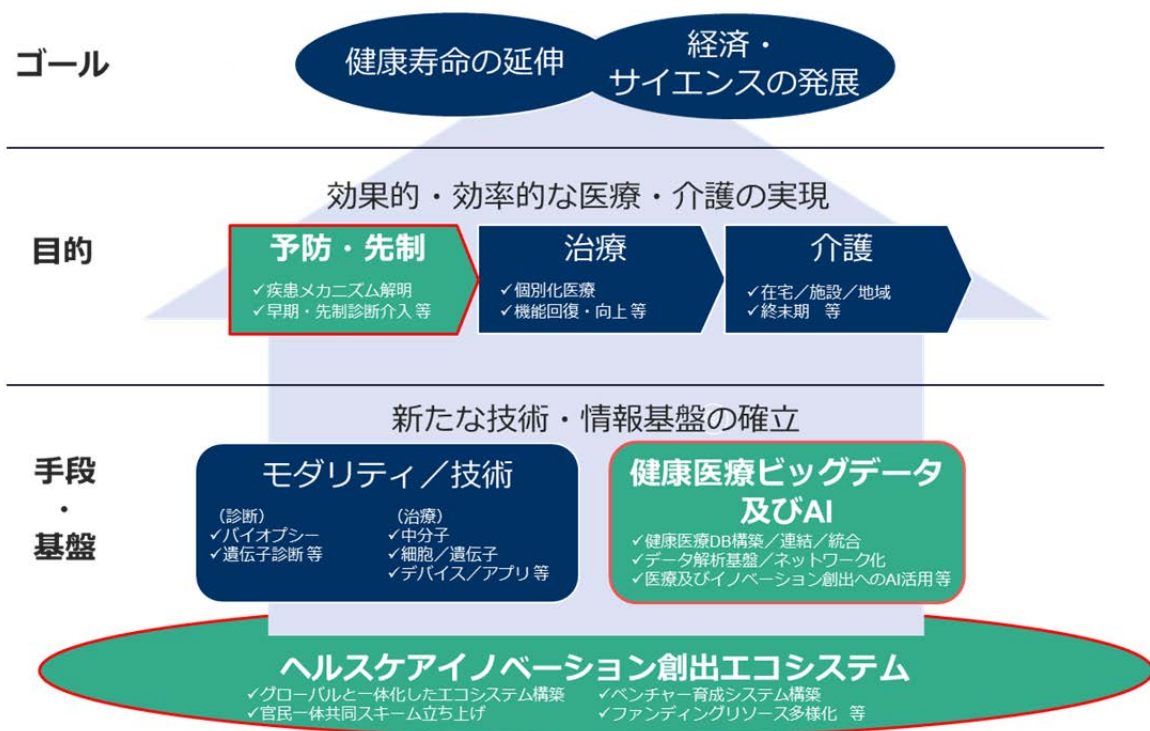 ゴール
健康寿命の延伸
経済・
サイエンスの発展
目的
効果的・効率的な医療・介護の実現
予防・先制
✓疾患メカニズム解明
✓早期・先制診断介入 等
治療
✓個別化医療
✓機能回復・向上 等
介護
✓在宅／施設／地域
✓終末期 等
手段
・
基盤
新たな技術・情報基盤の確立
モダリティ／技術
（診断）
✓バイオプシー
✓遺伝子診断 等
（治療）
✓中分子
✓細胞／遺伝子
✓デバイス／アプリ 等
健康医療ビッグデータ
及びAI
✓健康医療DB構築／連結／統合
✓データ解析基盤／ネットワーク化
✓医療及びイノベーション創出へのAI活用 等
ヘルスケアイノベーション創出エコシステム
✓グローバルと一体化したエコシステム構築
✓官民一体共同スキーム立ち上げ
✓ベンチャー育成システム構築
✓ファンディングリソース多様化 等